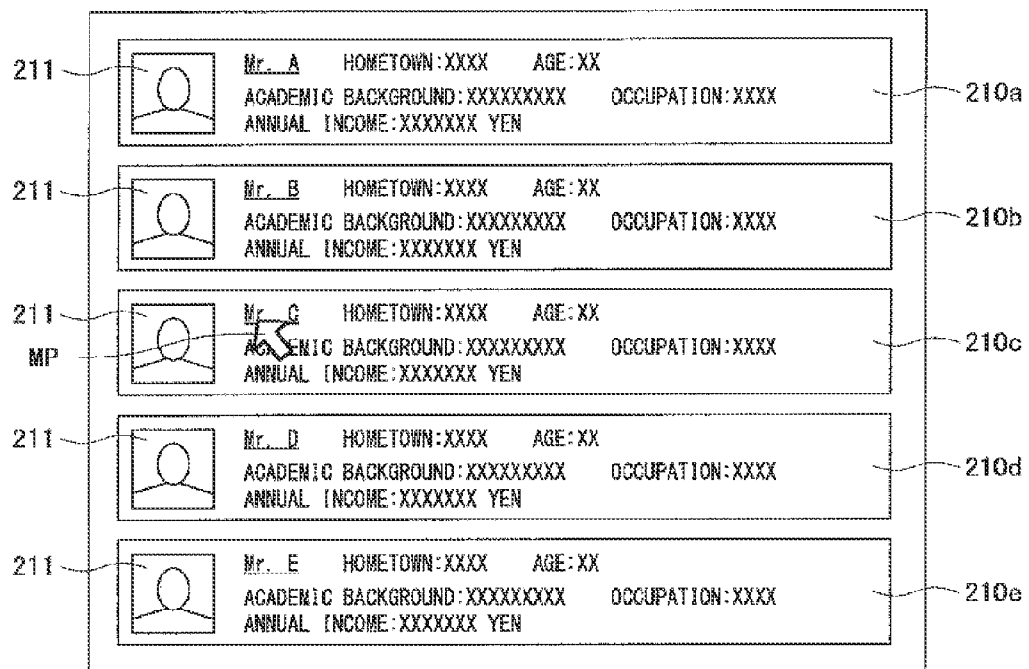 211 Mr. A HOMETOWN:XXXX AGE:XX
ACADEMIC BACKGROUND:XXXXXXXXX OCCUPATION:XXXX 210a
ANNUAL INCOME:XXXXXXX YEN
211 Mr. B HOMETOWN:XXXX AGE:XX
ACADEMIC BACKGROUND:XXXXXXXXX OCCUPATION:XXXX 210b
ANNUAL INCOME:XXXXXXX YEN
211 Mr. C HOMETOWN:XXXX AGE:XX
MP ACADEMIC BACKGROUND:XXXXXXXXX OCCUPATION:XXXX 210c
ANNUAL INCOME:XXXXXXX YEN
211 Mr. D HOMETOWN:XXXX AGE:XX
ACADEMIC BACKGROUND:XXXXXXXXX OCCUPATION:XXXX 210d
ANNUAL INCOME:XXXXXXX YEN
211 Mr. E HOMETOWN:XXXX AGE:XX
ACADEMIC BACKGROUND:XXXXXXXXX OCCUPATION:XXXX 210e
ANNUAL INCOME:XXXXXXX YEN